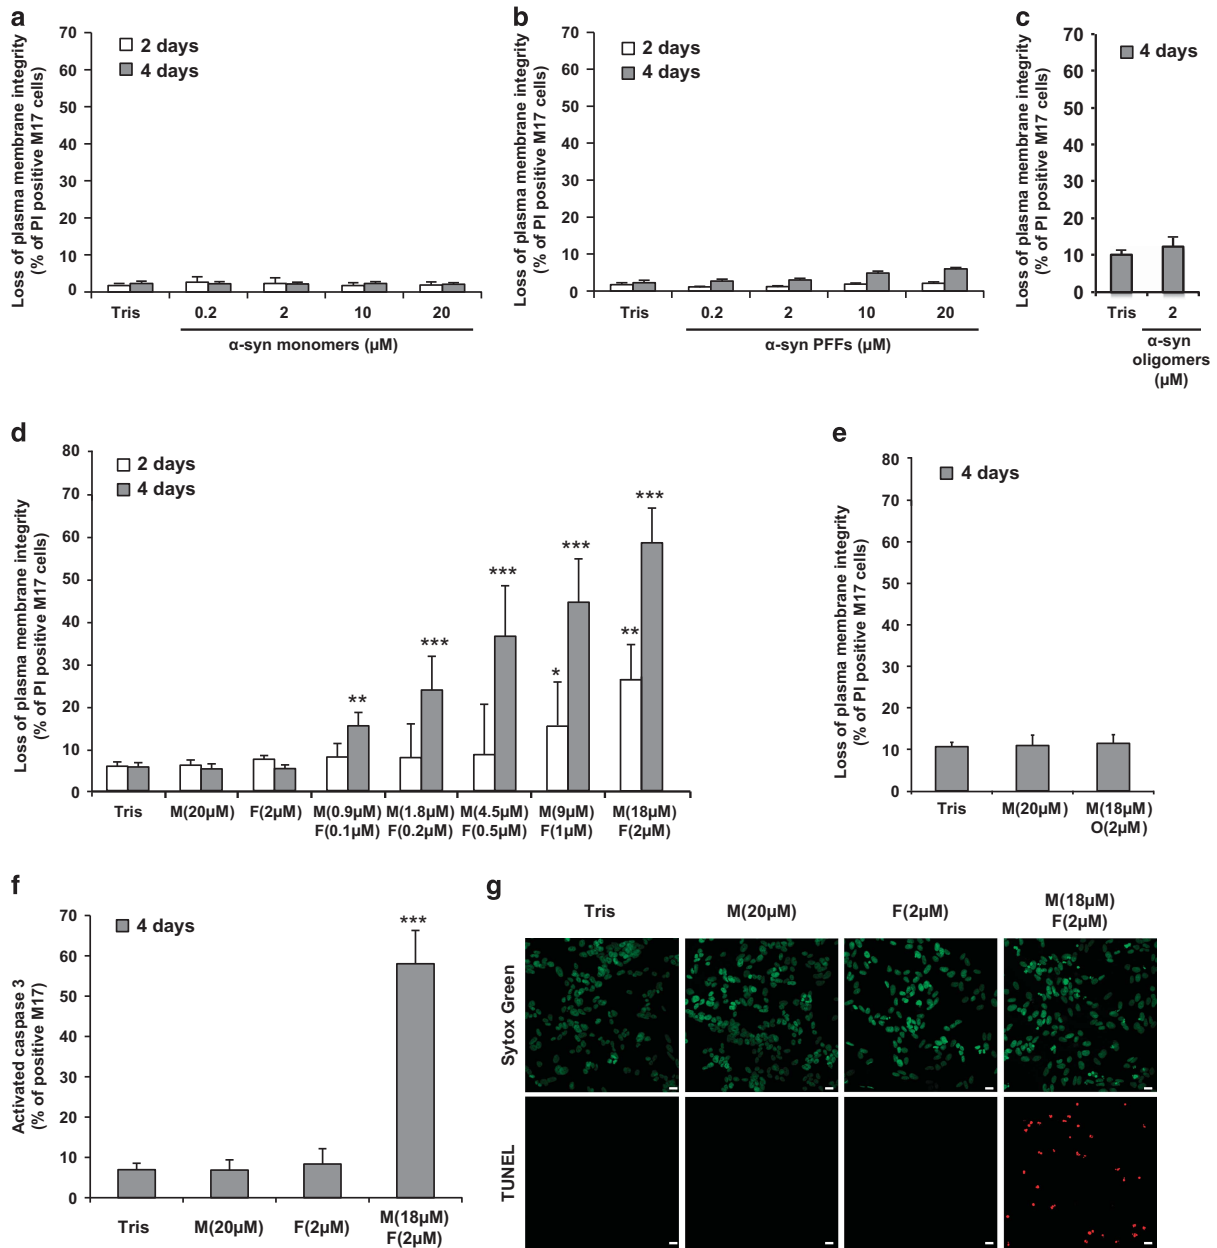 a
Loss of plasma membrane integrity
(% of PI positive M17 cells)
70
60
50
40
30
20
10
0
2 days
4 days
Tris
0.2
2
10
20
α-syn monomers (µM)
b
Loss of plasma membrane integrity
(% of PI positive M17 cells)
70
60
50
40
30
20
10
0
2 days
4 days
Tris
0.2
2
10
20
α-syn PFFs (µM)
c
Loss of plasma membrane integrity
(% of PI positive M17 cells)
70
60
50
40
30
20
10
0
4 days
Tris
2
α-syn
oligomers
(µM)
d
Loss of plasma membrane integrity
(% of PI positive M17 cells)
80
70
60
50
40
30
20
10
0
2 days
4 days
**
***
***
*
***
**
***
Tris
M(20µM)
F(2µM)
M(0.9µM)
F(0.1µM)
M(1.8µM)
F(0.2µM)
M(4.5µM)
F(0.5µM)
M(9µM)
F(1µM)
M(18µM)
F(2µM)
e
Loss of plasma membrane integrity
(% of PI positive M17 cells)
80
70
60
50
40
30
20
10
0
4 days
Tris
M(20µM)
M(18µM)
O(2µM)
f
Activated caspase 3
(% of positive M17)
70
60
50
40
30
20
10
0
4 days
***
Tris
M(20µM)
F(2µM)
M(18µM)
F(2µM)
g
Tris
M(20µM)
F(2µM)
M(18µM)
F(2µM)
Sytox Green
TUNEL